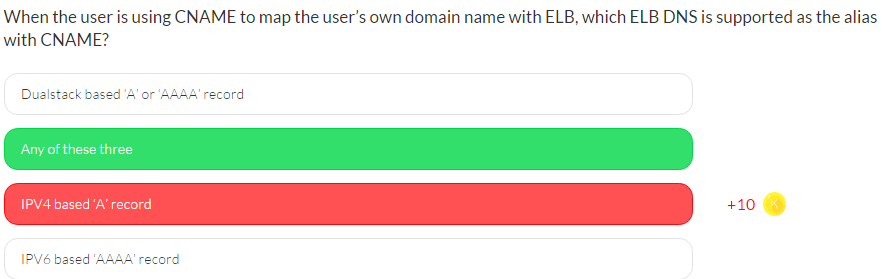 When the user is using CNAME to map the user's own domain name with ELB, which ELB DNS is supported as the alias
with CNAME?
Dualstack based 'A' or 'AAAA' record
Any of these three
IPV4 based 'A' record
+10 K
IPV6 based 'AAAA' record